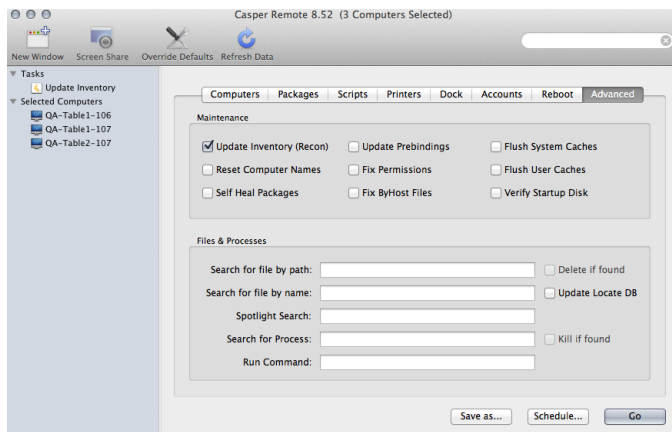 Casper Remote 8.52 (3 Computers Selected)
New Window Screen Share Override Defaults Refresh Data
Tasks
Update Inventory
Selected Computers
QA-Table1-106
QA-Table1-107
QA-Table2-107
Computers Packages Scripts Printers Dock Accounts Reboot Advanced
Maintenance
Update Inventory (Recon) Update Prebindings Flush System Caches
Reset Computer Names Fix Permissions Flush User Caches
Self Heal Packages Fix ByHost Files Verify Startup Disk
Files & Processes
Search for file by path: Delete if found
Search for file by name: Update Locate DB
Spotlight Search:
Search for Process: Kill if found
Run Command:
Save as... Schedule... Go